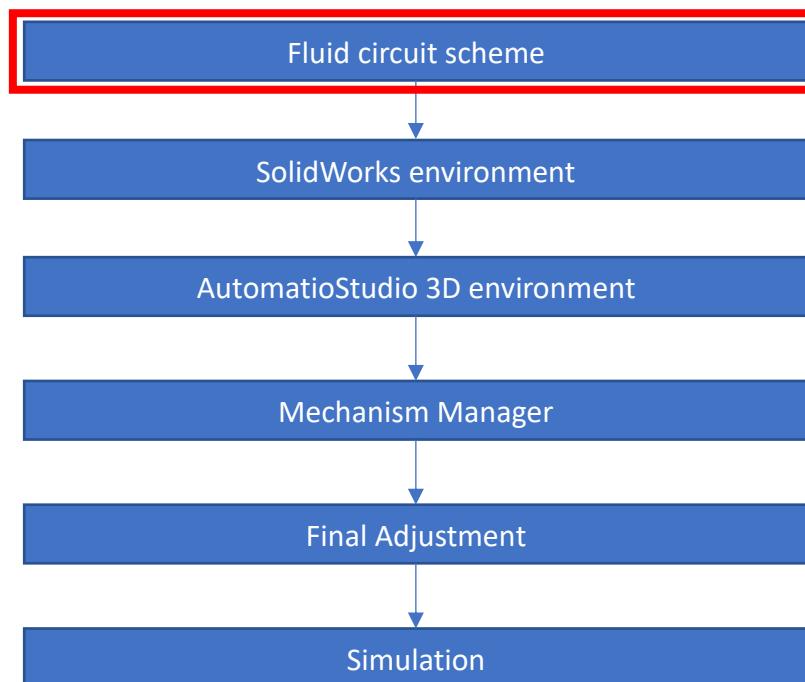 Fluid circuit scheme
SolidWorks environment
AutomatioStudio 3D environment
Mechanism Manager
Final Adjustment
Simulation